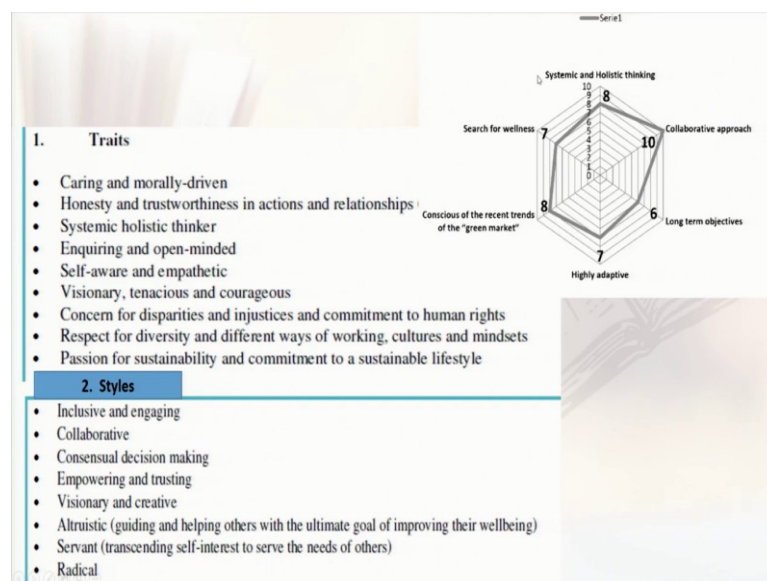 Serie1
Systemic and Holistic thinking
10
9
8
7
6
5
4
3
2
1
0
8
Search for wellness
7
Collaborative approach
10
Conscious of the recent trends
of the "green market"
8
6
Long term objectives
7
Highly adaptive
1. Traits
• Caring and morally-driven
• Honesty and trustworthiness in actions and relationships
• Systemic holistic thinker
• Enquiring and open-minded
• Self-aware and empathetic
• Visionary, tenacious and courageous
• Concern for disparities and injustices and commitment to human rights
• Respect for diversity and different ways of working, cultures and mindsets
• Passion for sustainability and commitment to a sustainable lifestyle
2. Styles
• Inclusive and engaging
• Collaborative
• Consensual decision making
• Empowering and trusting
• Visionary and creative
• Altruistic (guiding and helping others with the ultimate goal of improving their wellbeing)
• Servant (transcending self-interest to serve the needs of others)
• Radical